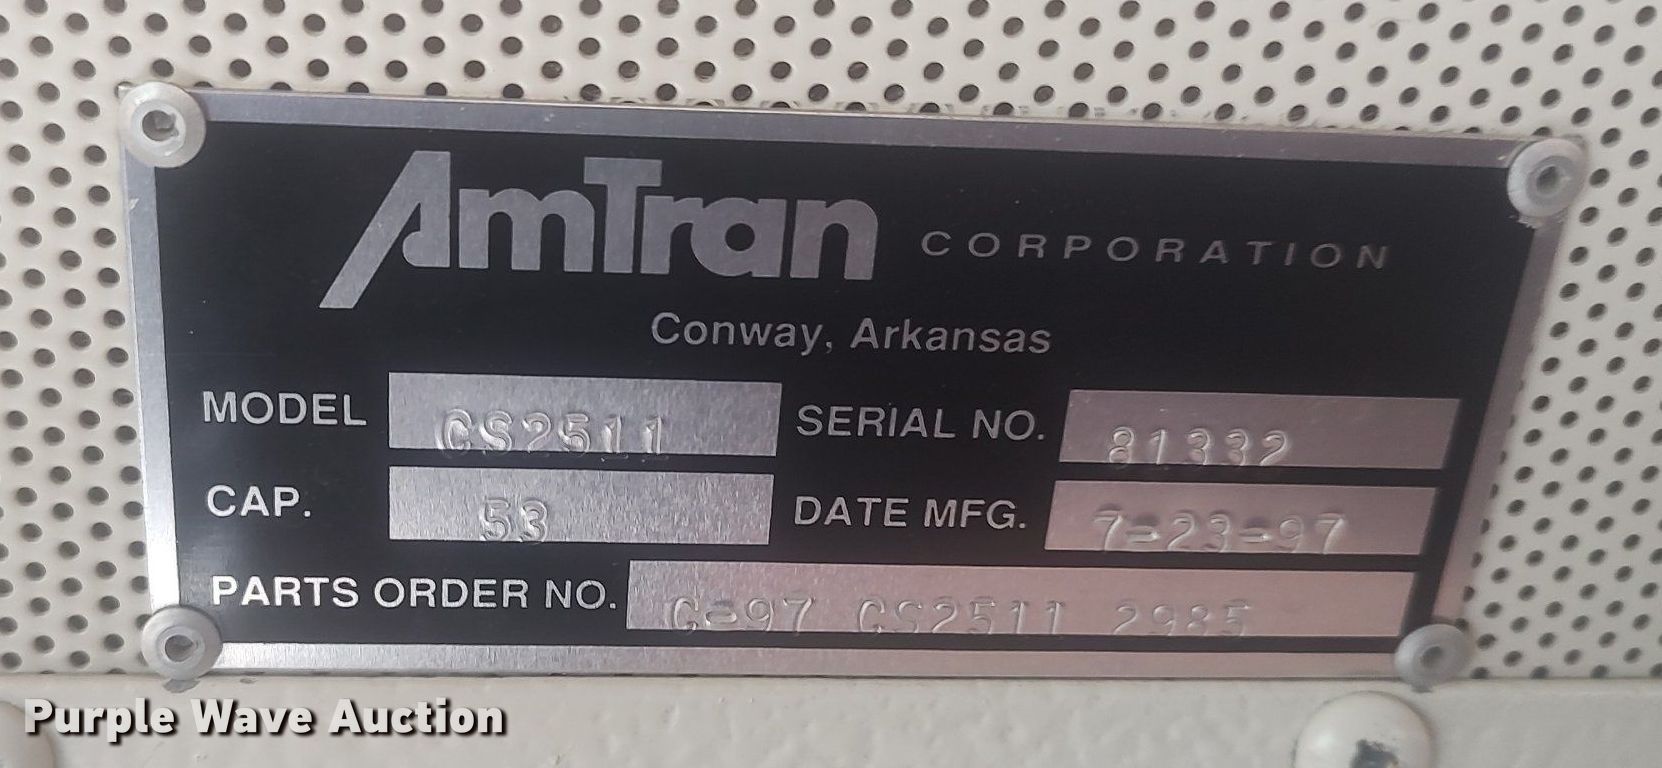 AmTran CORPORATION
Conway, Arkansas
MODEL CS2511 SERIAL NO. 81332
CAP. 53 DATE MFG. 7-23-97
PARTS ORDER NO. C-97 CS2511 2985
Purple Wave Auction